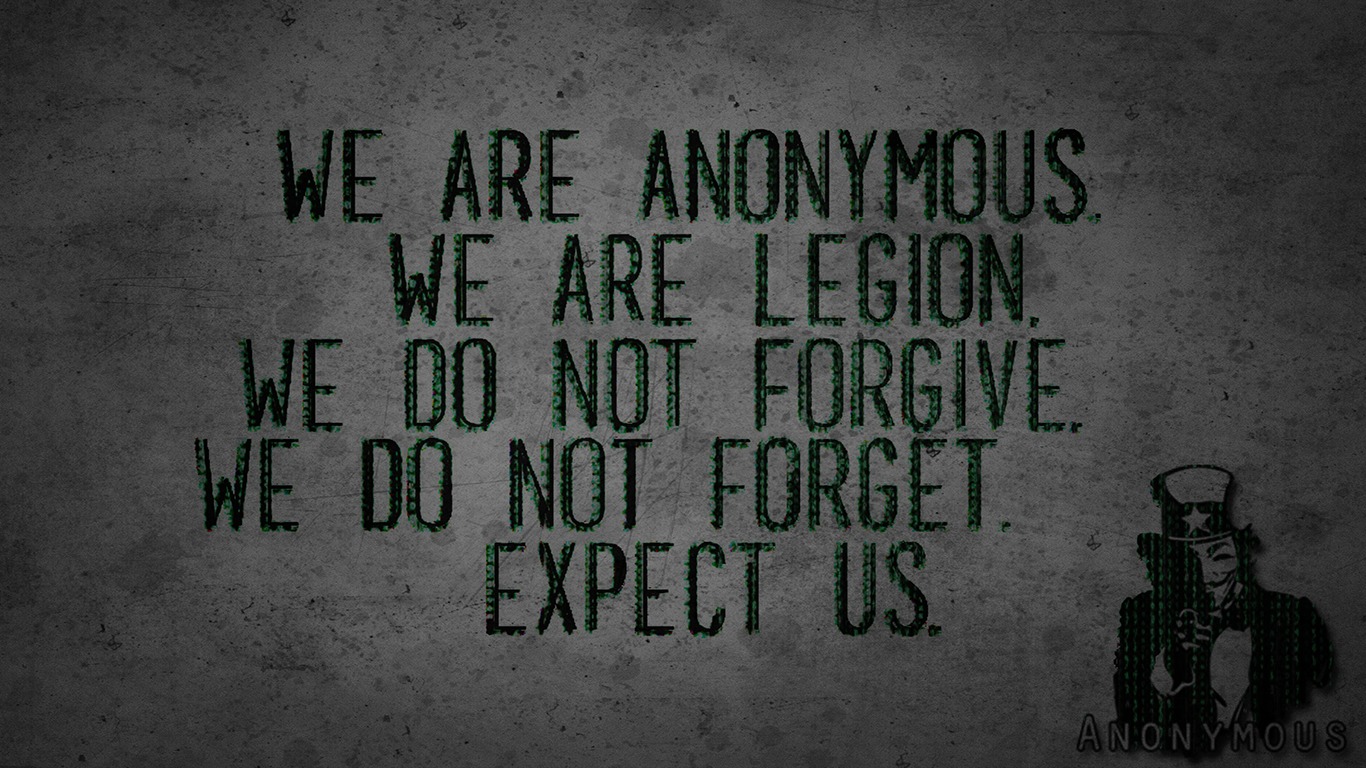 WE ARE ANONYMOUS.
WE ARE LEGION.
WE DO NOT FORGIVE.
WE DO NOT FORGET.
EXPECT US.
ANONYMOUS